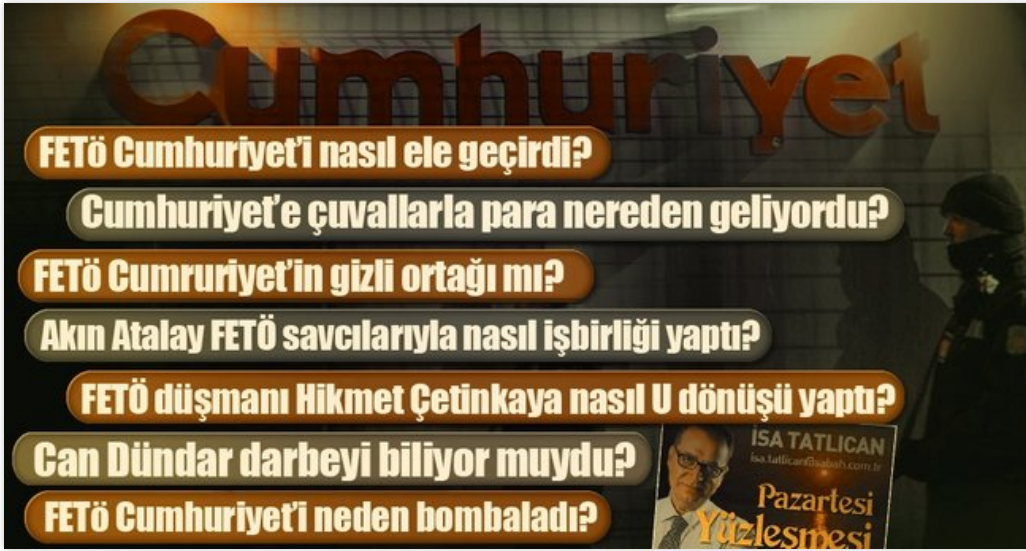 Cumhuriyet
FETÖ Cumhuriyet'i nasıl ele geçirdi?
Cumhuriyet'e çuvallarla para nereden geliyordu?
FETÖ Cumruriyet'in gizli ortağı mı?
Akın Atalay FETÖ savcılarıyla nasıl işbirliği yaptı?
FETÖ düşmanı Hikmet Çetinkaya nasıl U dönüşü yaptı?
Can Dündar darbeyi biliyor muydu?
FETÖ Cumhuriyet'i neden bombaladı?
İSA TATLICAN
isa.tatlican@sabah.com.tr
Pazartesi
Yüzleşmesi